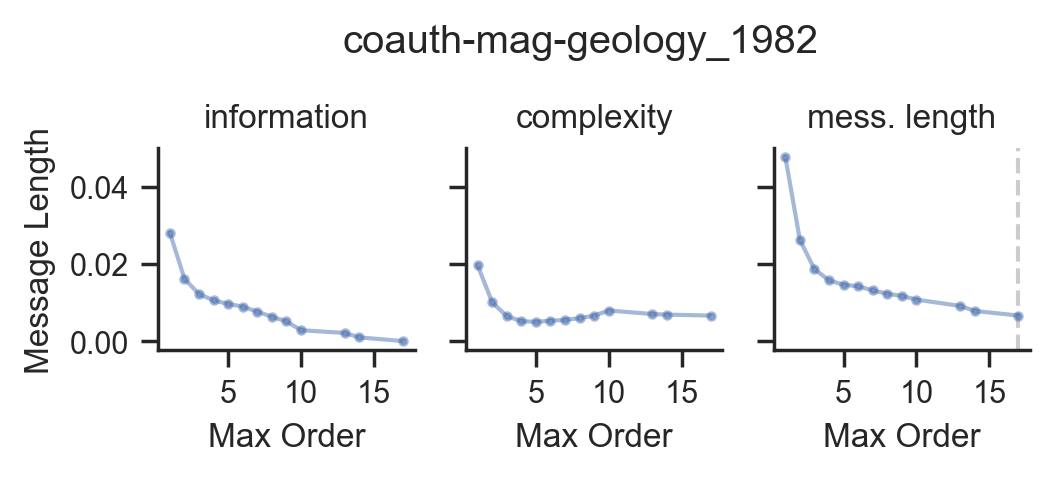 coauth-mag-geology_1982
information complexity mess. length
Message Length
0.04
0.02
0.00
5 10 15 5 10 15 5 10 15
Max Order Max Order Max Order